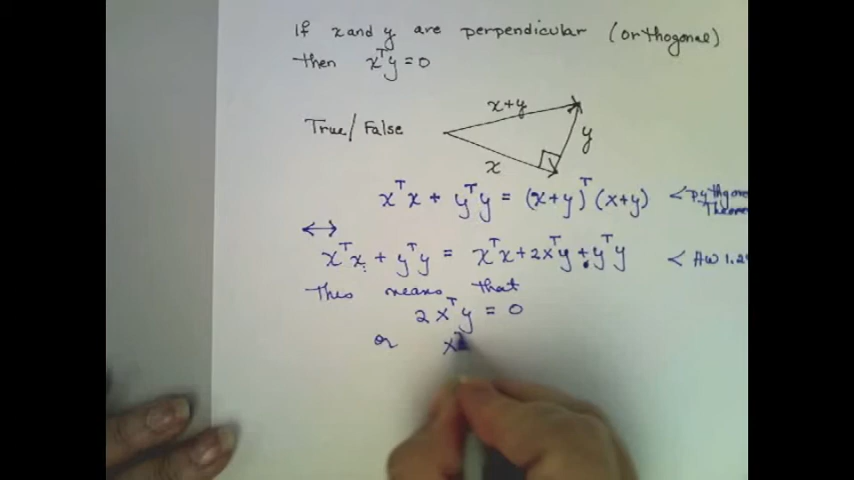 If x and y are perpendicular (orthogonal)
then xᵀy = 0
True/False
x+y
y
x
xᵀx + yᵀy = (x+y)ᵀ(x+y)
↔
xᵀx + yᵀy = xᵀx + 2xᵀy + yᵀy
This means that
2xᵀy = 0
or x